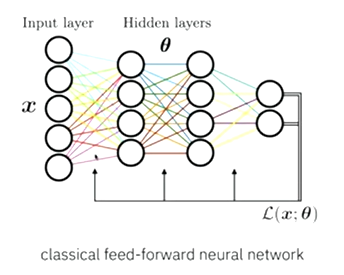 Input layer
Hidden layers
θ
x
ℒ(x; θ)
classical feed-forward neural network